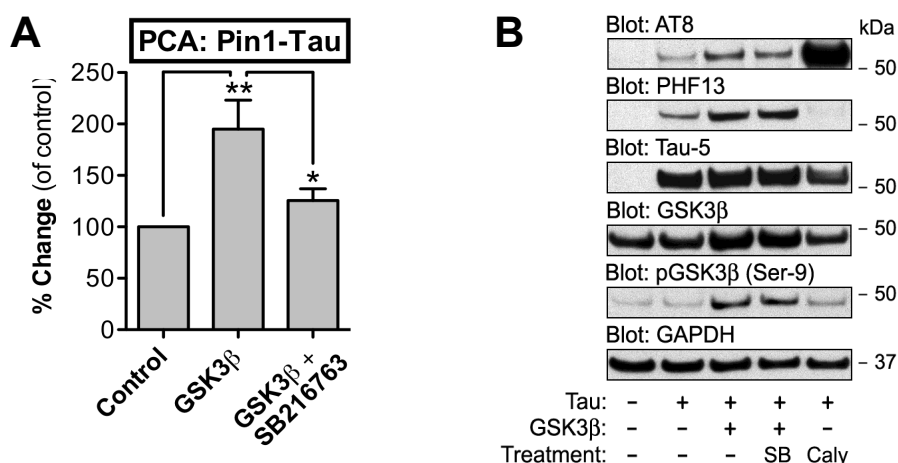 A
PCA: Pin1-Tau
% Change (of control)
250
200
150
100
50
0
**
*
Control
GSK3β
GSK3β +
SB216763
B
kDa
Blot: AT8
– 50
Blot: PHF13
– 50
Blot: Tau-5
– 50
Blot: GSK3β
– 50
Blot: pGSK3β (Ser-9)
– 50
Blot: GAPDH
– 37
Tau: – + + + +
GSK3β: – – + + –
Treatment: – – – SB Caly